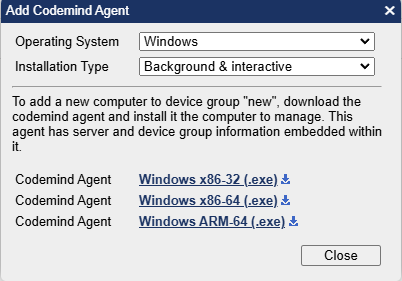 Add Codemind Agent
Operating System Windows
Installation Type Background & interactive
To add a new computer to device group "new", download the
codemind agent and install it the computer to manage. This
agent has server and device group information embedded within
it.
Codemind Agent Windows x86-32 (.exe)
Codemind Agent Windows x86-64 (.exe)
Codemind Agent Windows ARM-64 (.exe)
Close